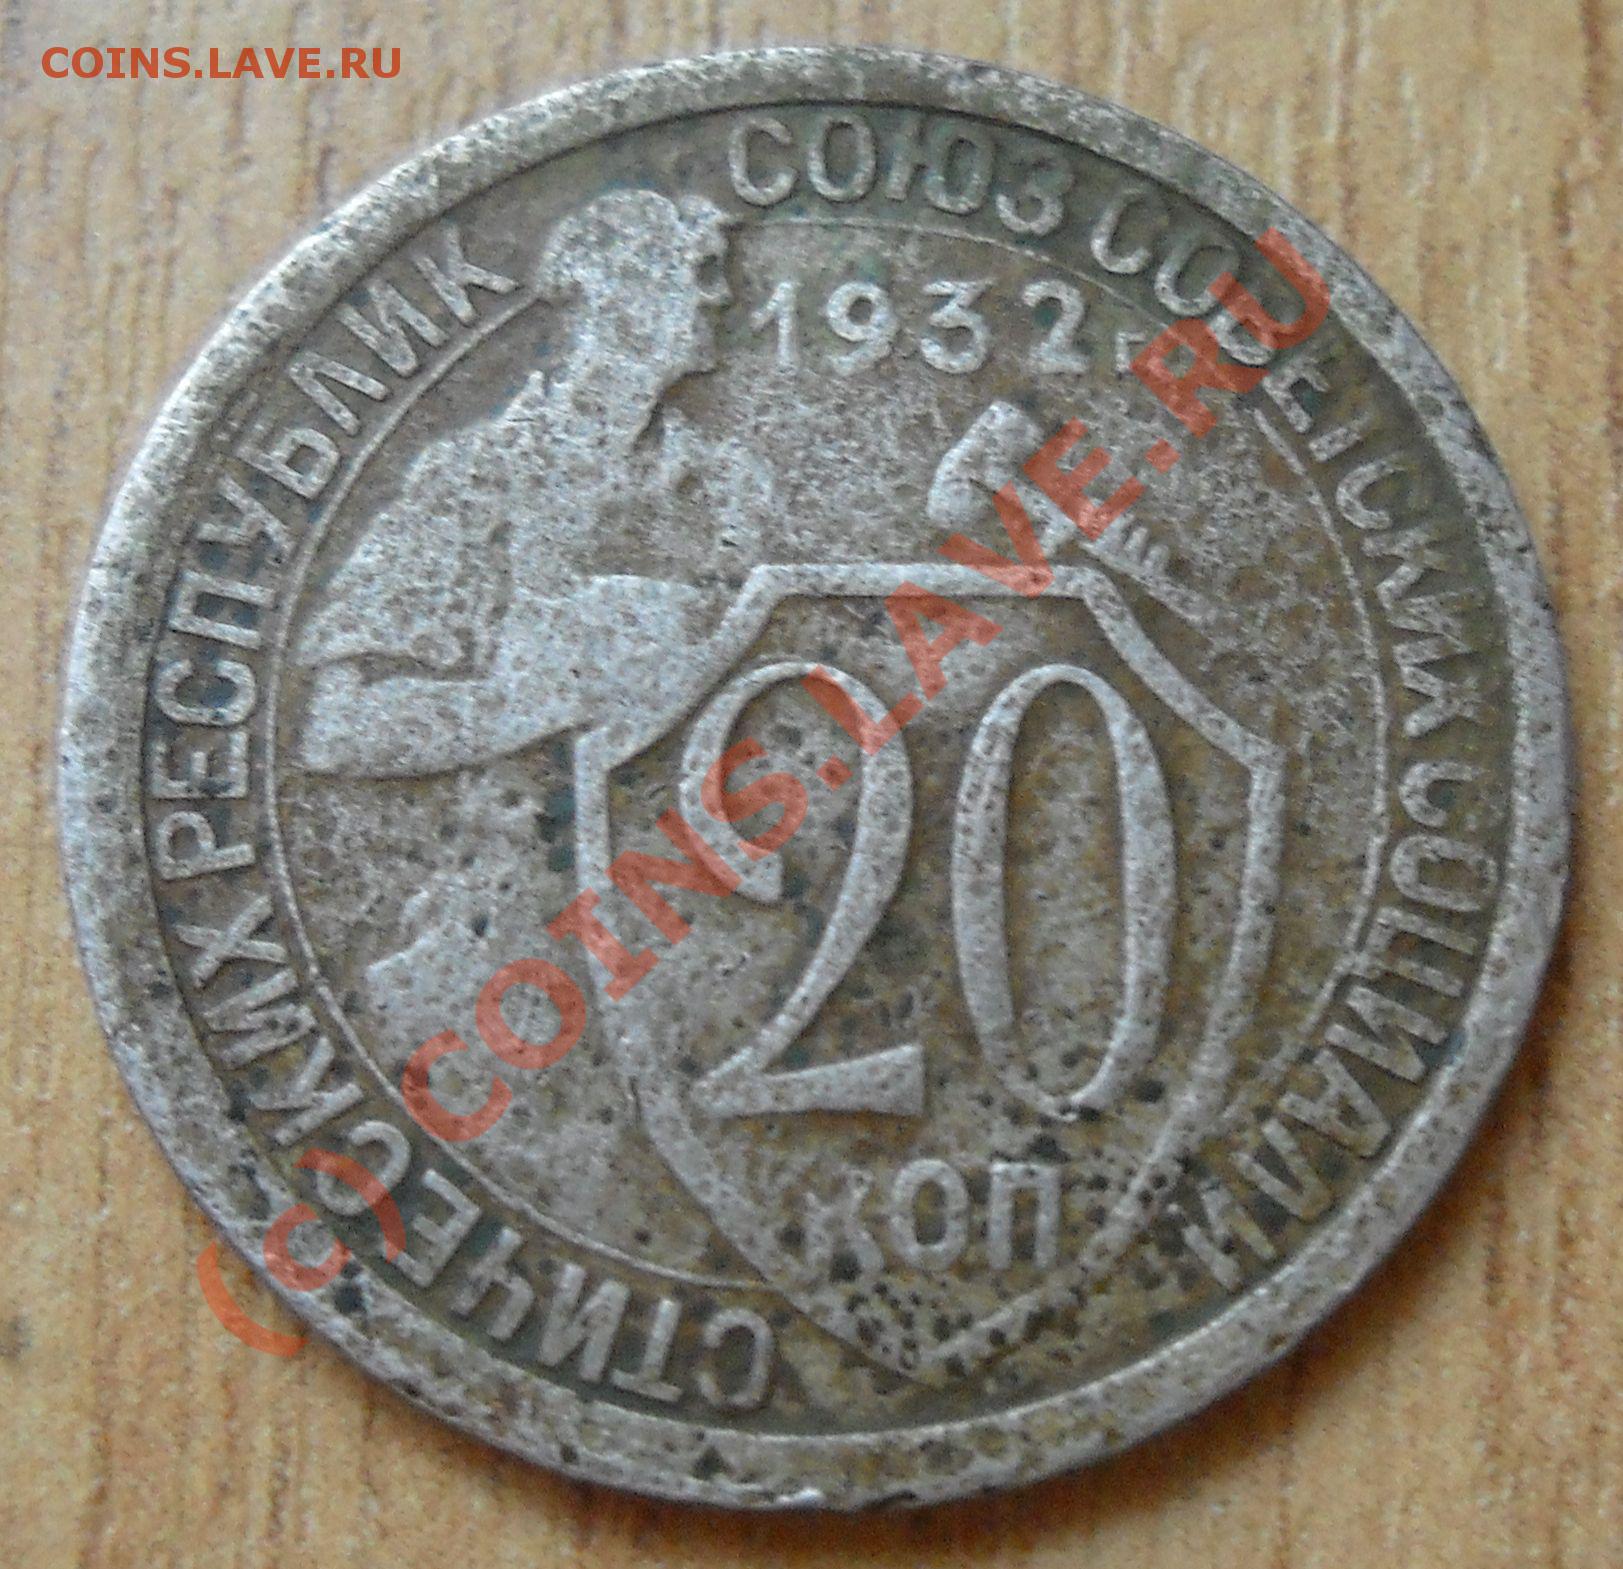 COINS.LAVE.RU
СОЮЗ СОВЕТСКИХ СОЦИАЛИСТИЧЕСКИХ РЕСПУБЛИК
1932 г.
20
КОП
(c) COINS.LAVE.RU